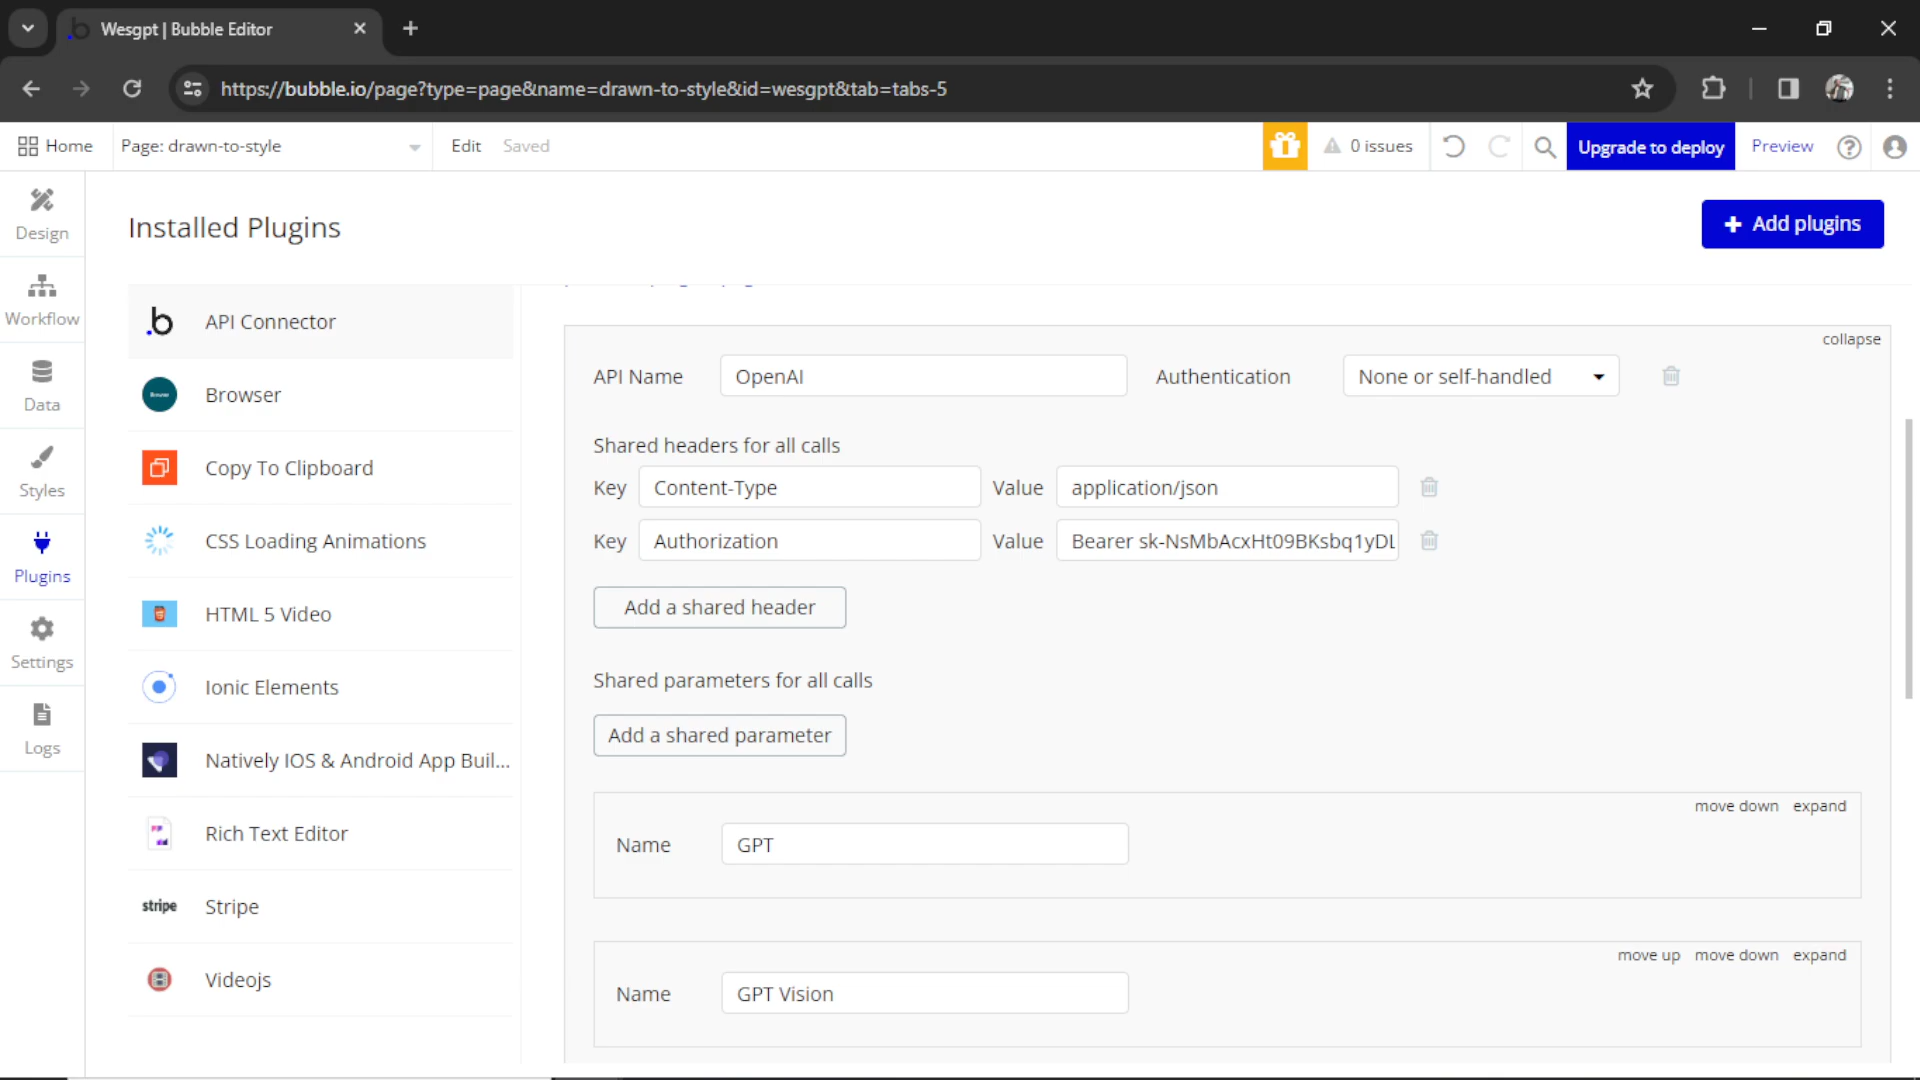 Wesgpt | Bubble Editor
https://bubble.io/page?type=page&name=drawn-to-style&id=wesgpt&tab=tabs-5
Home
Page: drawn-to-style
Edit
Saved
0 issues
Upgrade to deploy
Preview
Design
Workflow
Data
Styles
Plugins
Settings
Logs
Installed Plugins
Add plugins
API Connector
Browser
Copy To Clipboard
CSS Loading Animations
HTML 5 Video
Ionic Elements
Natively IOS & Android App Buil...
Rich Text Editor
stripe Stripe
Videojs
collapse
API Name OpenAI Authentication None or self-handled
Shared headers for all calls
Key Content-Type Value application/json
Key Authorization Value Bearer sk-NsMbAcxHt09BKsbq1yDL
Add a shared header
Shared parameters for all calls
Add a shared parameter
move down expand
Name GPT
move up move down expand
Name GPT Vision